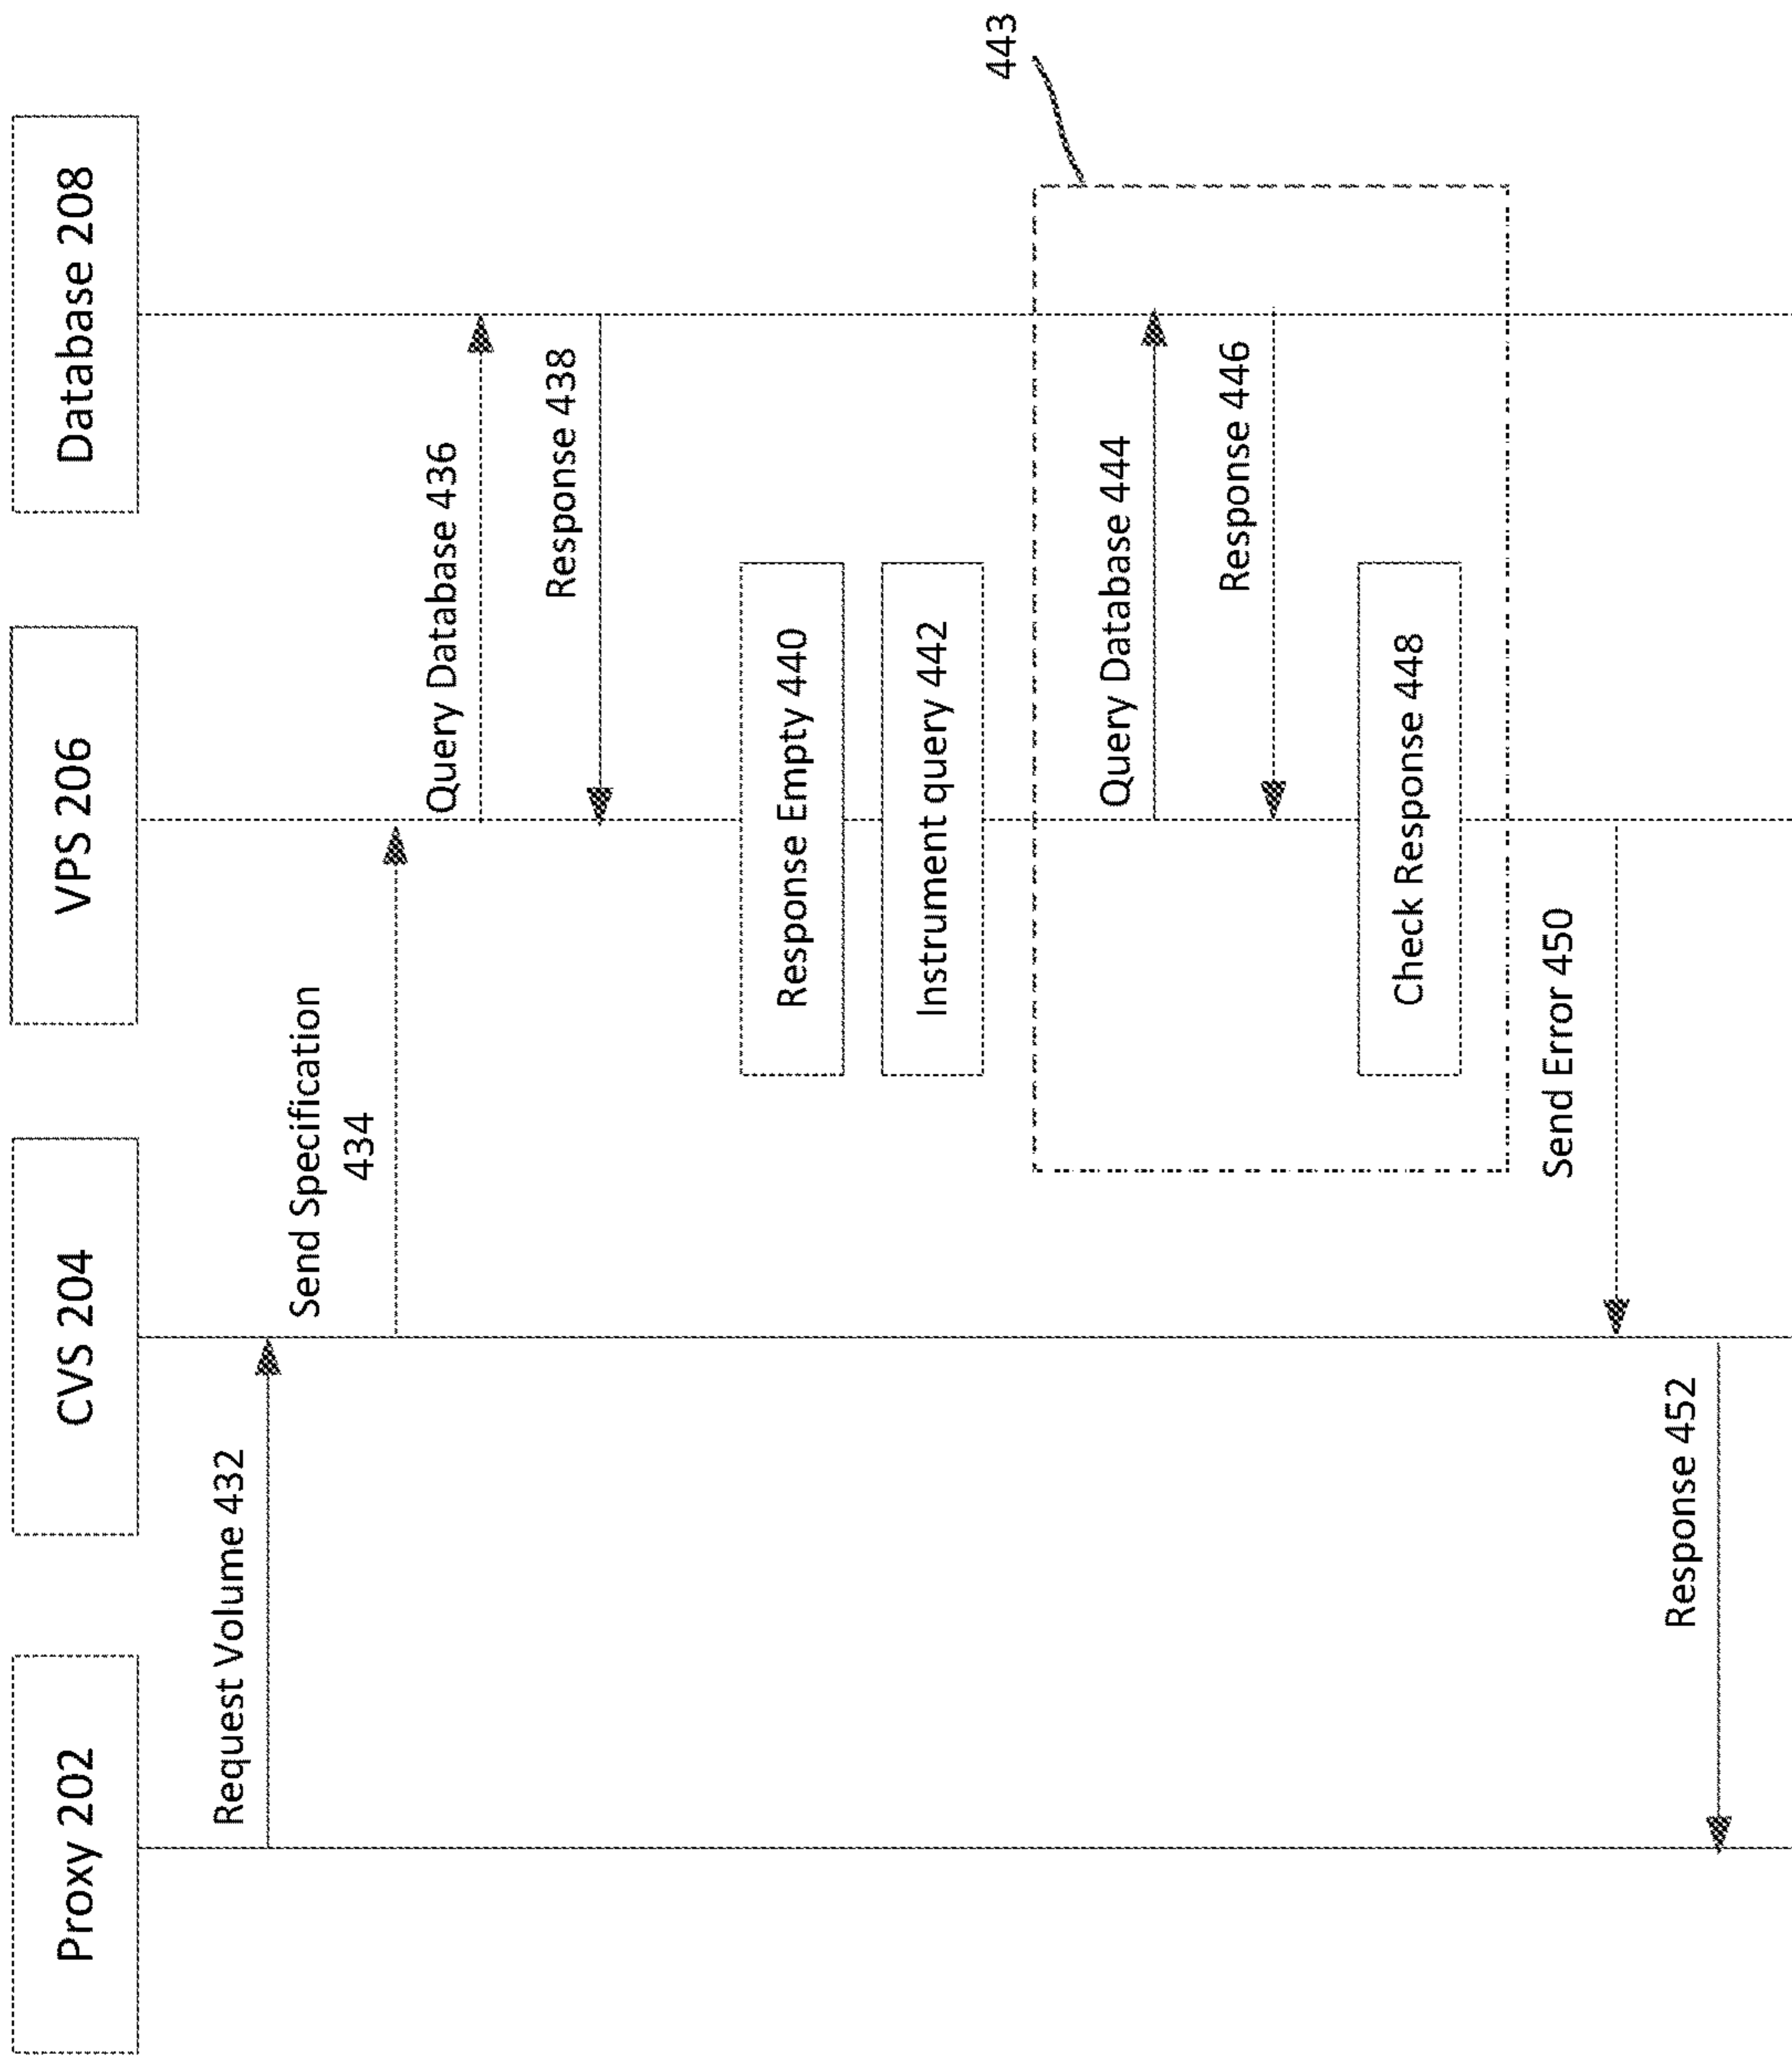 Proxy 202
CVS 204
VPS 206
Database 208
Request Volume 432
Send Specification
434
Query Database 436
Response 438
Response Empty 440
Instrument query 442
443
Query Database 444
Response 446
Check Response 448
Send Error 450
Response 452